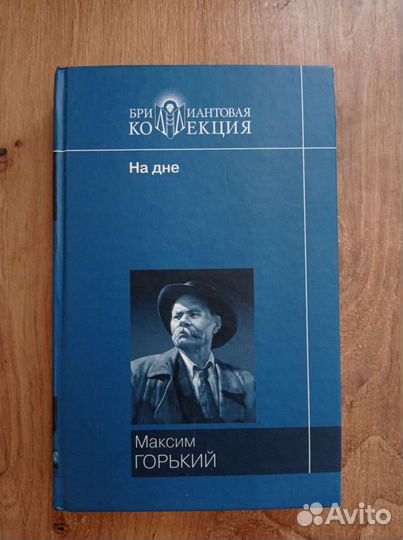 БРИЛЛИАНТОВАЯ
КОЛЛЕКЦИЯ
На дне
Максим
ГОРЬКИЙ
Avito